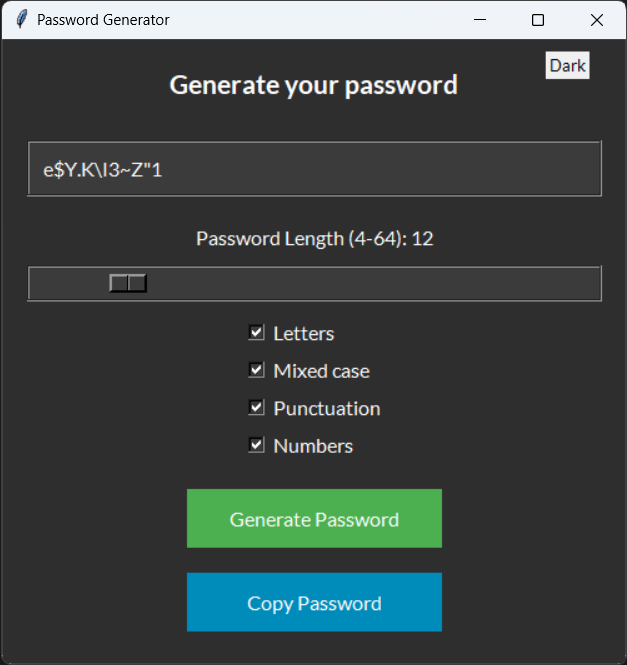 Password Generator
Dark
Generate your password
e$Y.K\I3~Z"1
Password Length (4-64): 12
Letters
Mixed case
Punctuation
Numbers
Generate Password
Copy Password